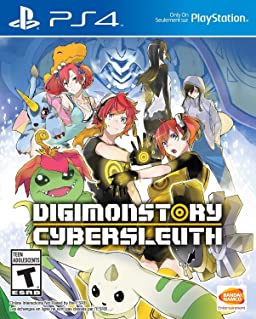 PS4
Only On
Seulement sur
PlayStation
DIGIMONSTORY
CYBERSLEUTH
TEEN
ADOLESCENTS
T
ESRB
BANDAI
NAMCO
Entertainment